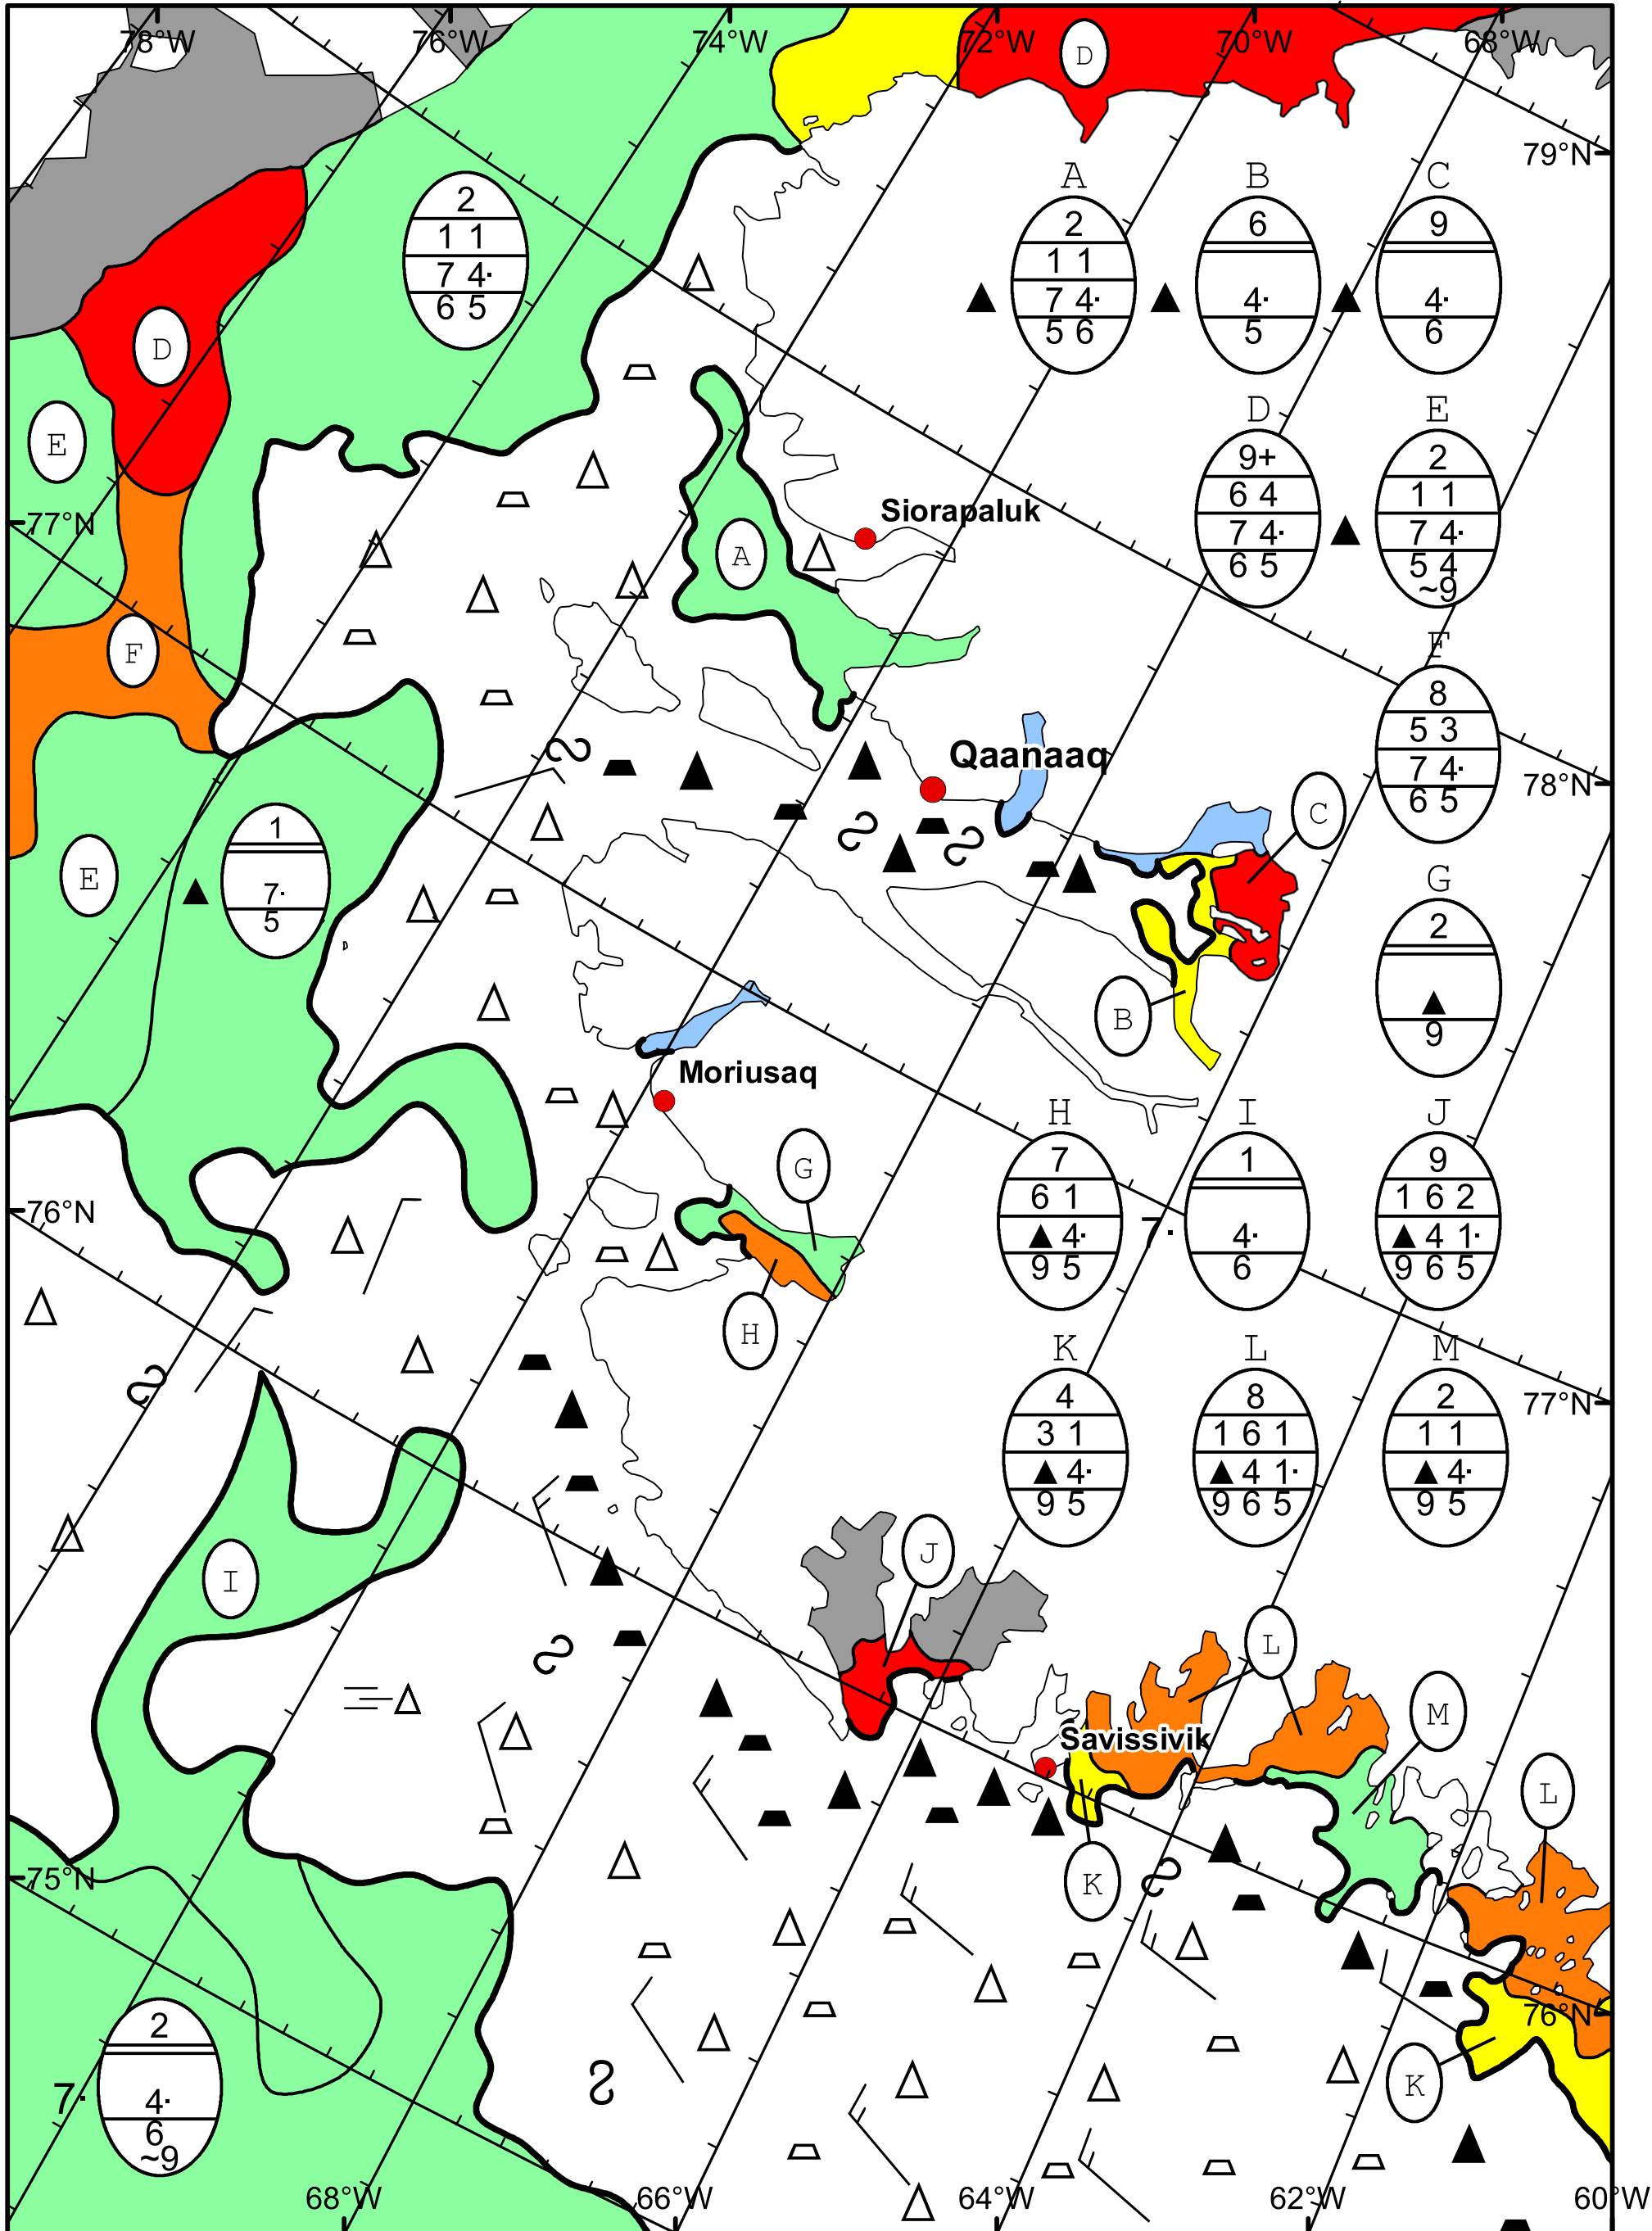 78°W 76°W 74°W 72°W 70°W 68°W
D
79°N
A B C
2
1 1
7 4·
6 5
2
1 1
7 4·
5 6
6
4·
5
9
4·
6
D
E
D E
9+
6 4
7 4·
6 5
2
1 1
7 4·
5 4
~9
77°N
Siorapaluk
A
F
F
8
5 3
7 4·
6 5
Qaanaaq
78°N
C
E
1
7·
5
G
2
9
B
Moriusaq
H I J
G
7
6 1
4·
9 5
7·
1
4·
6
9
1 6 2
4 1·
9 6 5
76°N
H
K L M
4
3 1
4·
9 5
8
1 6 1
4 1·
9 6 5
2
1 1
4·
9 5
77°N
I
J
L
M
Savissivik
L
K
75°N
76°N
2
7·
4·
6
~9
K
68°W 66°W 64°W 62°W 60°W